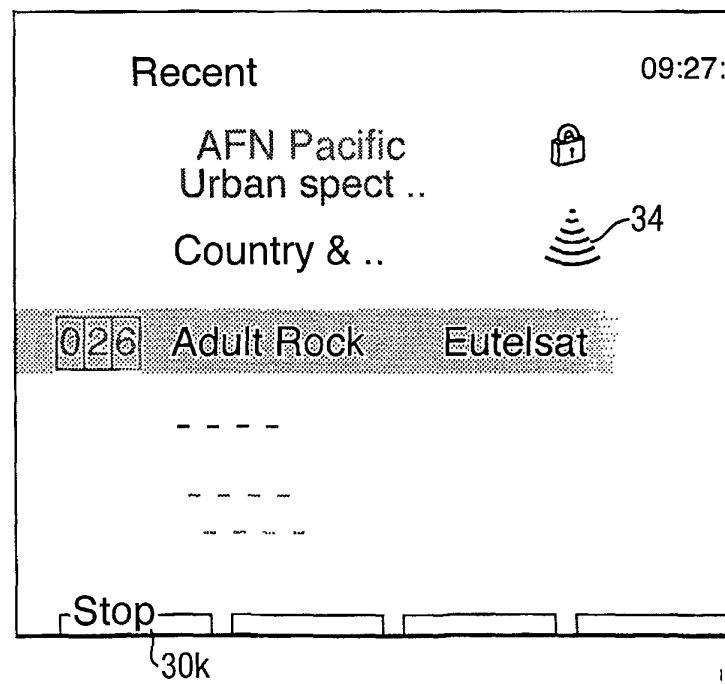 Recent 09:27:
AFN Pacific
Urban spect ..
Country & .. 34
026 Adult Rock Eutelsat
- - - -
- - - -
- - - -
Stop
30k